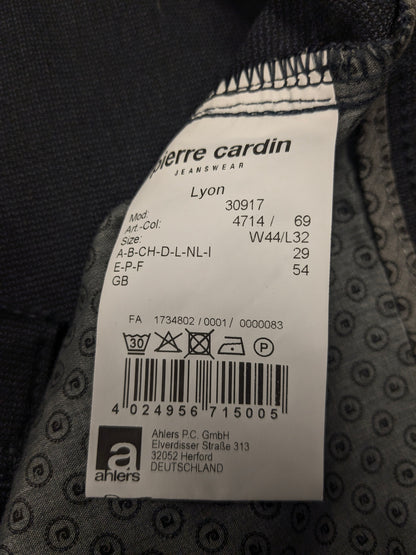 pierre cardin
JEANSWEAR
Lyon
Mod: 30917
Art.-Col: 4714 / 69
Size: W44/L32
A-B-CH-D-L-NL-I 29
E-P-F 54
GB
FA 1734802 / 0001 / 0000083
30 P
4 024956 715005
a
ahlers
Ahlers P.C. GmbH
Elverdisser Straße 313
32052 Herford
DEUTSCHLAND